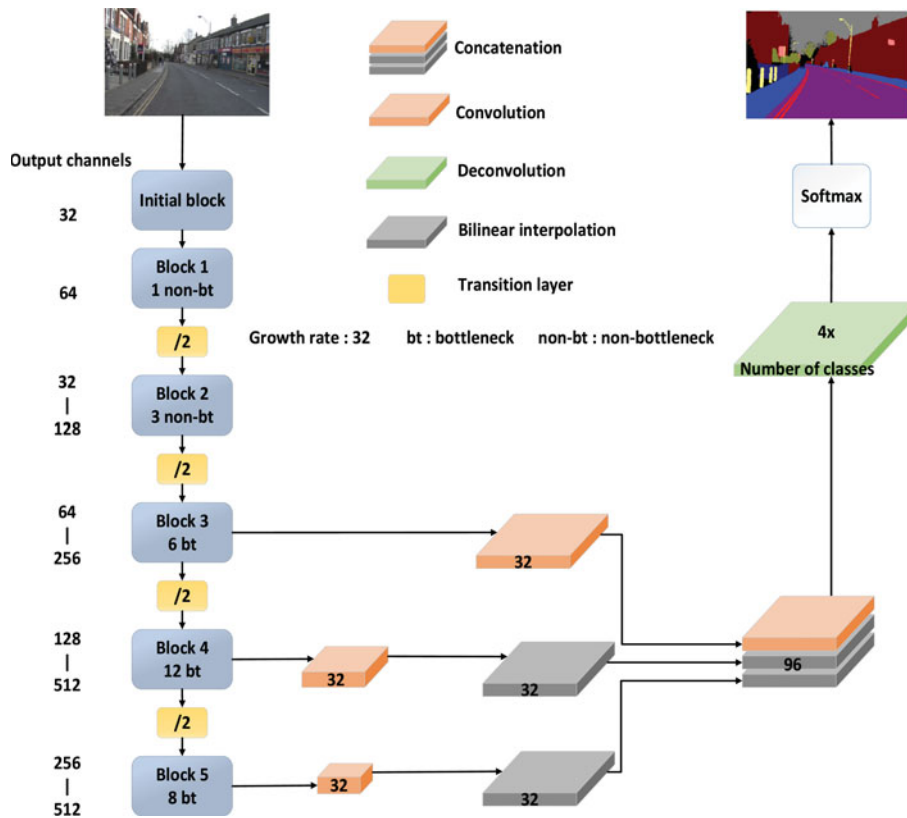 Concatenation
Convolution
Deconvolution
Bilinear interpolation
Transition layer
Growth rate : 32 bt : bottleneck non-bt : non-bottleneck
Output channels
32
Initial block
64
Block 1
1 non-bt
/2
32
|
128
Block 2
3 non-bt
/2
64
|
256
Block 3
6 bt
32
/2
128
|
512
Block 4
12 bt
32
32
/2
256
|
512
Block 5
8 bt
32
32
96
4x
Number of classes
Softmax